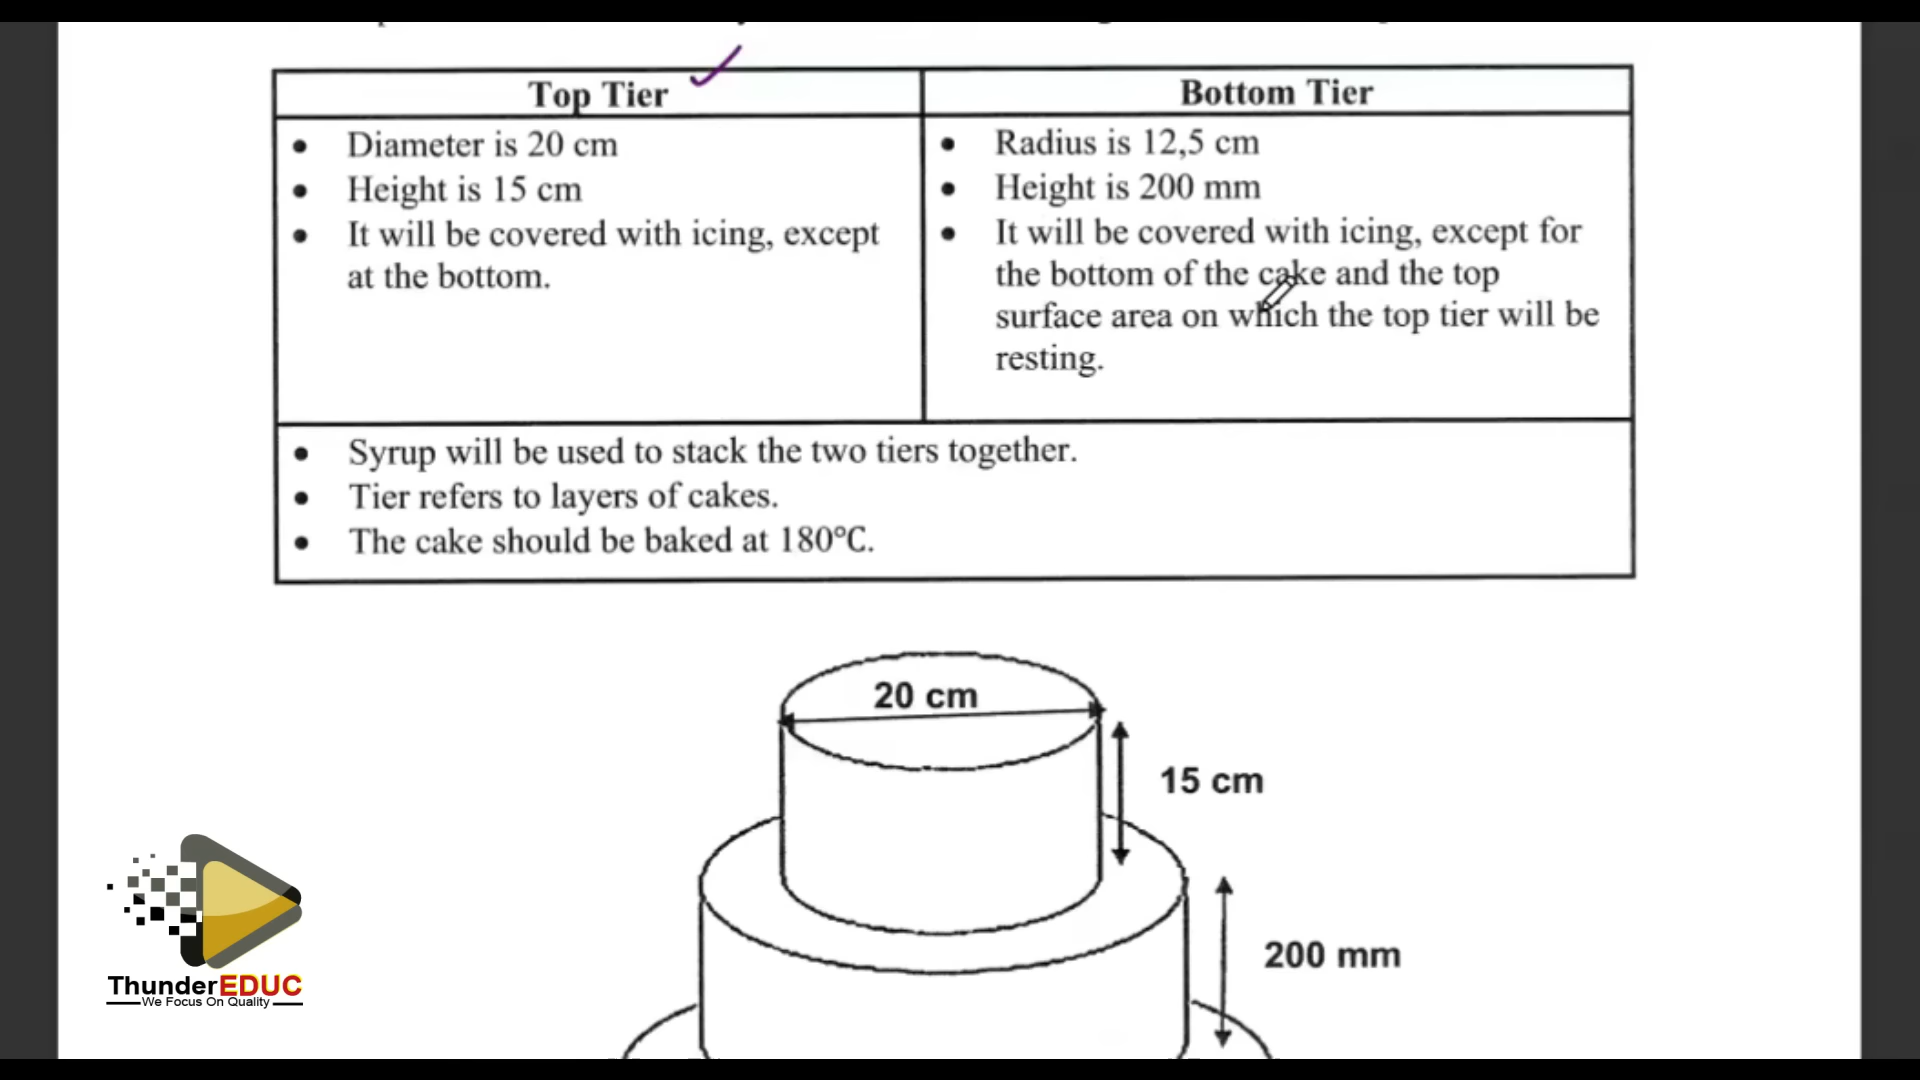 Top Tier
Bottom Tier
• Diameter is 20 cm
• Height is 15 cm
• It will be covered with icing, except
at the bottom.
• Radius is 12,5 cm
• Height is 200 mm
• It will be covered with icing, except for
the bottom of the cake and the top
surface area on which the top tier will be
resting.
• Syrup will be used to stack the two tiers together.
• Tier refers to layers of cakes.
• The cake should be baked at 180°C.
20 cm
15 cm
200 mm
ThunderEDUC
We Focus On Quality